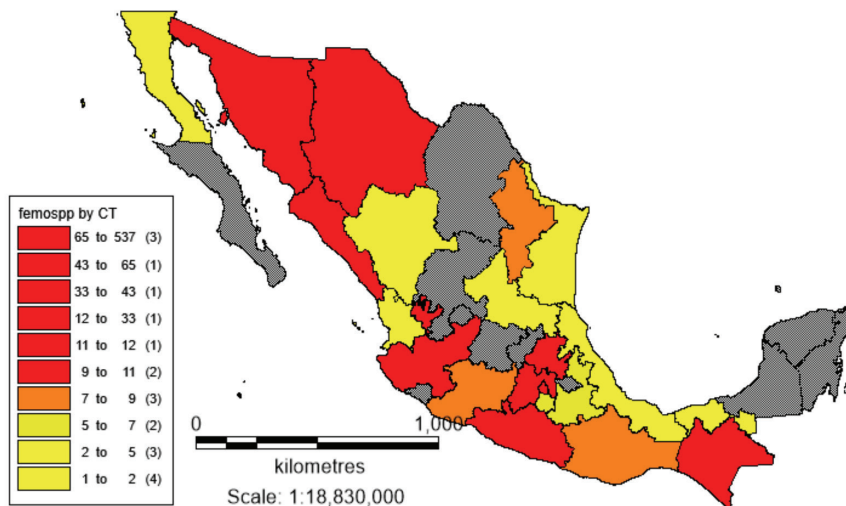 femospp by CT
65 to 537 (3)
43 to 65 (1)
33 to 43 (1)
12 to 33 (1)
11 to 12 (1)
9 to 11 (2)
7 to 9 (3)
5 to 7 (2)
2 to 5 (3)
1 to 2 (4)
0 1,000
kilometres
Scale: 1:18,830,000